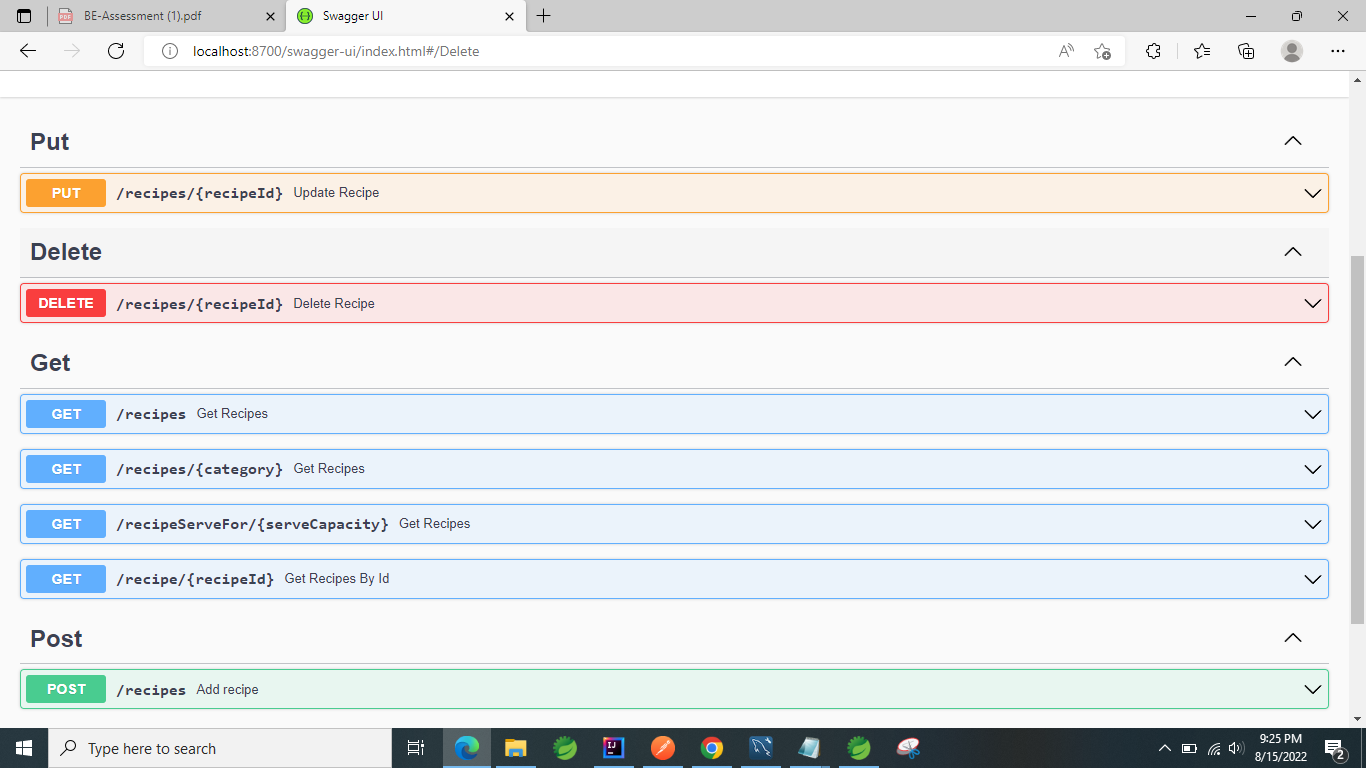 BE-Assessment (1).pdf
Swagger UI
localhost:8700/swagger-ui/index.html#/Delete
Put
PUT /recipes/{recipeId} Update Recipe
Delete
DELETE /recipes/{recipeId} Delete Recipe
Get
GET /recipes Get Recipes
GET /recipes/{category} Get Recipes
GET /recipeServeFor/{serveCapacity} Get Recipes
GET /recipe/{recipeId} Get Recipes By Id
Post
POST /recipes Add recipe
Type here to search
9:25 PM
8/15/2022
2